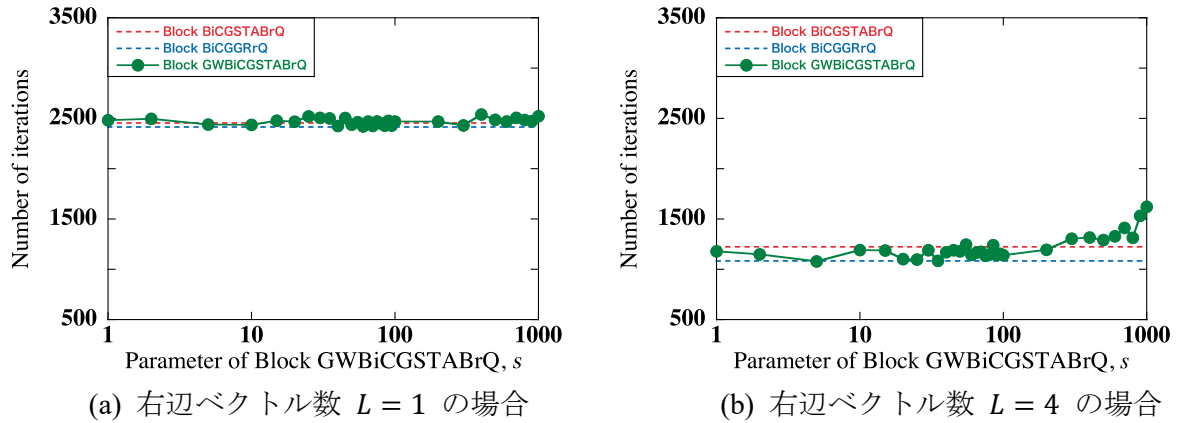 3500
2500
1500
500
Number of iterations
Block BiCGSTABrQ
Block BiCGGRrQ
Block GWBiCGSTABrQ
1 10 100 1000
Parameter of Block GWBiCGSTABrQ, s
(a) 右辺ベクトル数 L = 1 の場合
3500
2500
1500
500
Number of iterations
Block BiCGSTABrQ
Block BiCGGRrQ
Block GWBiCGSTABrQ
1 10 100 1000
Parameter of Block GWBiCGSTABrQ, s
(b) 右辺ベクトル数 L = 4 の場合